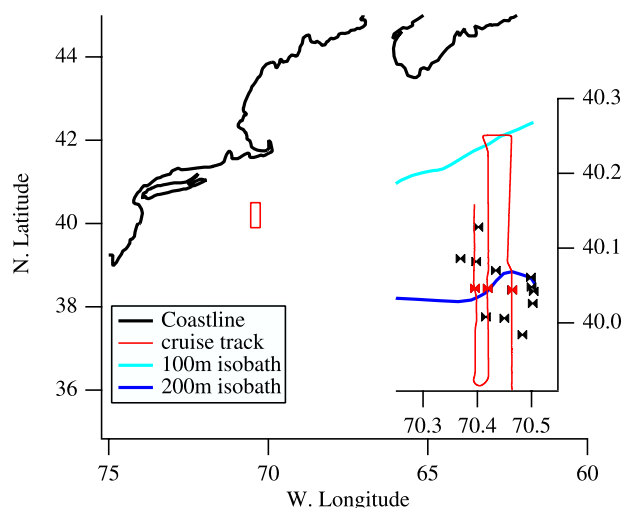 44
42
40
38
36
N. Latitude
75
70
65
60
W. Longitude
Coastline
cruise track
100m isobath
200m isobath
40.3
40.2
40.1
40.0
70.3
70.4
70.5